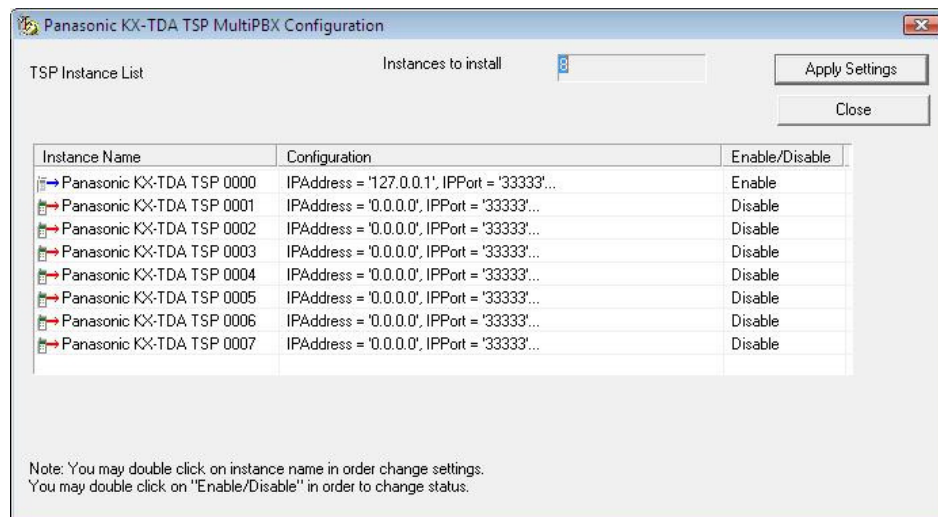 Panasonic KX-TDA TSP MultiPBX Configuration
TSP Instance List
Instances to install 8
Apply Settings
Close
Instance Name Configuration Enable/Disable
Panasonic KX-TDA TSP 0000 IPAddress = '127.0.0.1', IPPort = '33333'... Enable
Panasonic KX-TDA TSP 0001 IPAddress = '0.0.0.0', IPPort = '33333'... Disable
Panasonic KX-TDA TSP 0002 IPAddress = '0.0.0.0', IPPort = '33333'... Disable
Panasonic KX-TDA TSP 0003 IPAddress = '0.0.0.0', IPPort = '33333'... Disable
Panasonic KX-TDA TSP 0004 IPAddress = '0.0.0.0', IPPort = '33333'... Disable
Panasonic KX-TDA TSP 0005 IPAddress = '0.0.0.0', IPPort = '33333'... Disable
Panasonic KX-TDA TSP 0006 IPAddress = '0.0.0.0', IPPort = '33333'... Disable
Panasonic KX-TDA TSP 0007 IPAddress = '0.0.0.0', IPPort = '33333'... Disable
Note: You may double click on instance name in order change settings.
You may double click on "Enable/Disable" in order to change status.